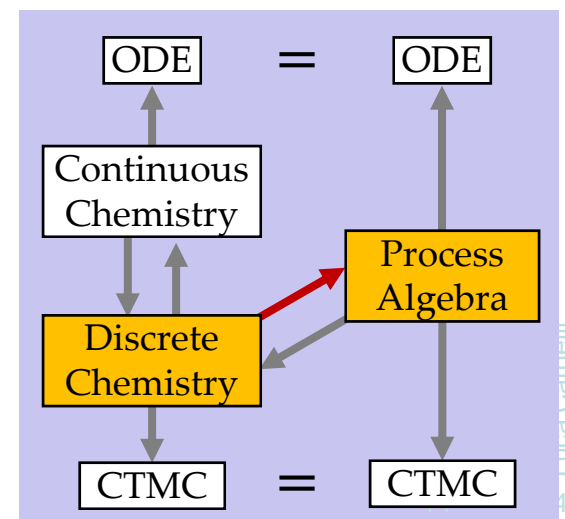 ODE = ODE
Continuous
Chemistry
Process
Algebra
Discrete
Chemistry
CTMC = CTMC